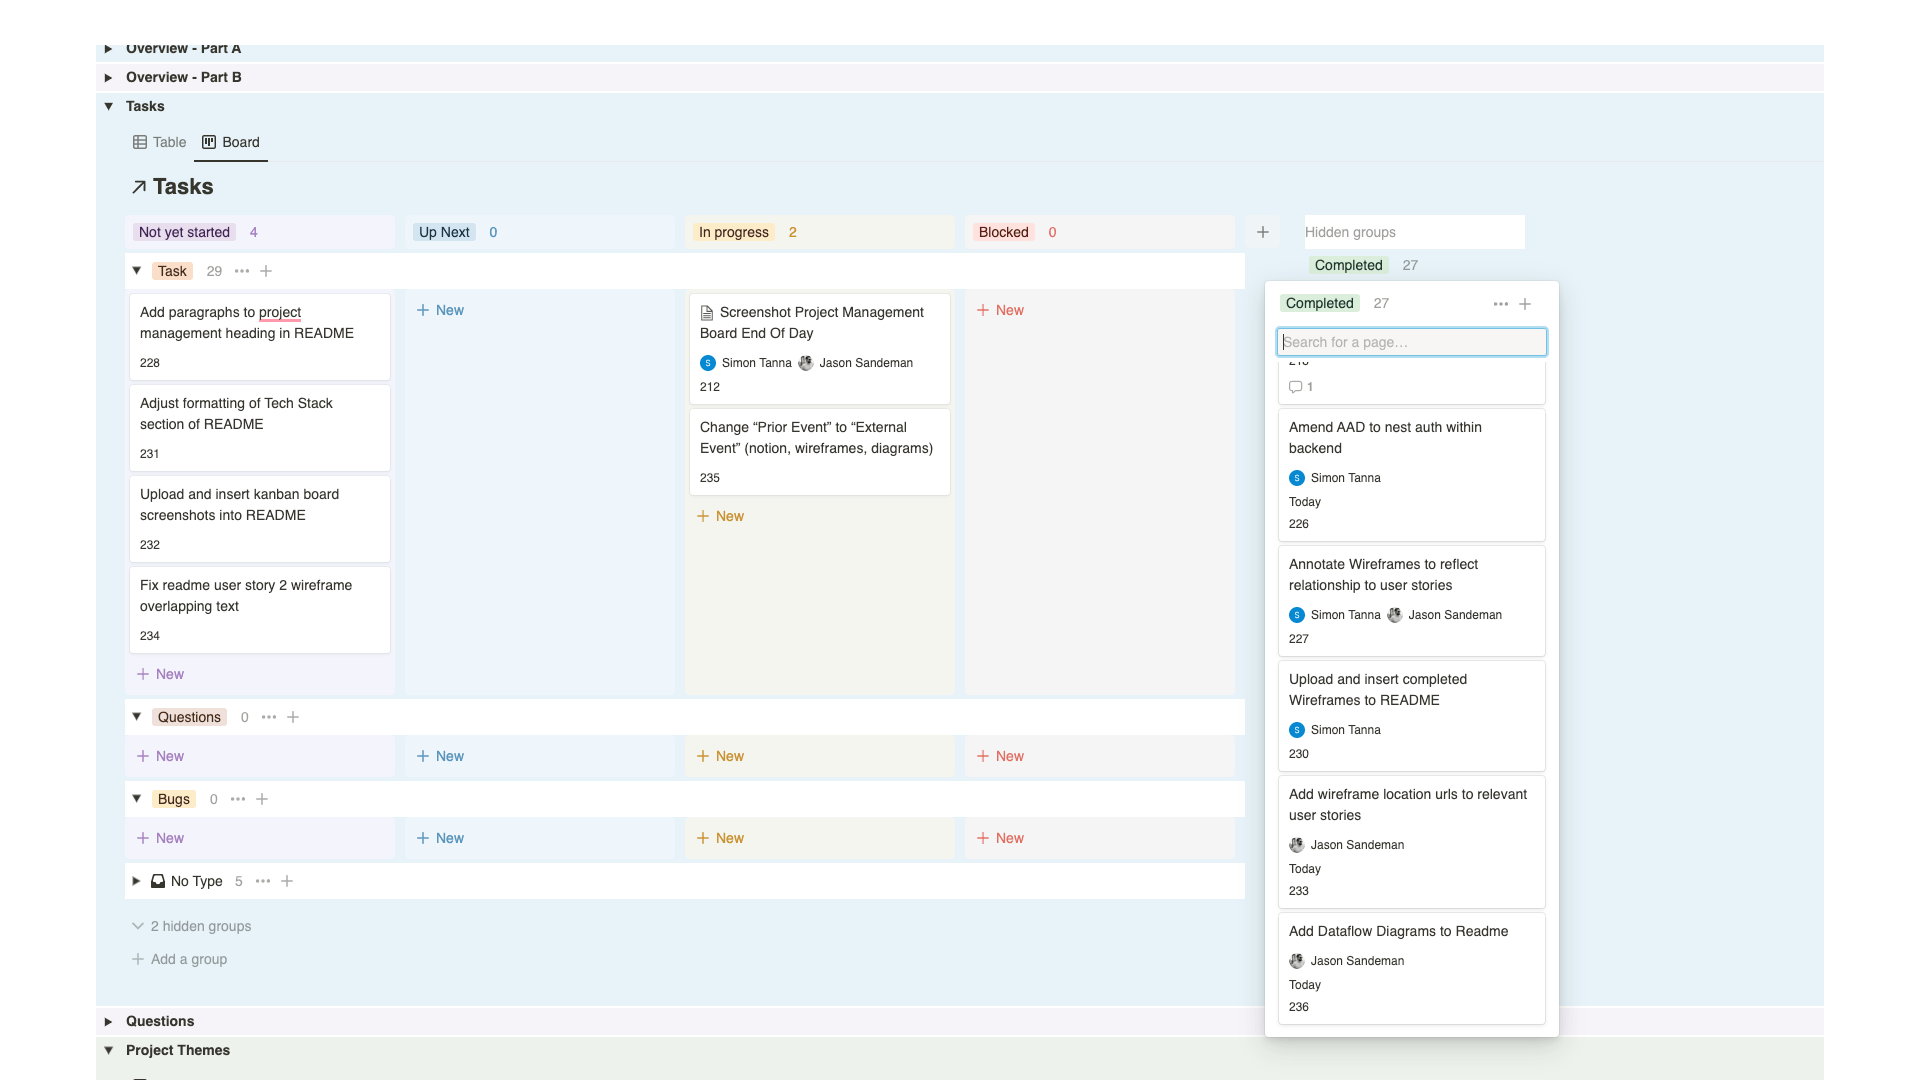 Overview - Part A
Overview - Part B
Tasks
Table Board
Tasks
Not yet started 4
Up Next 0
In progress 2
Blocked 0
Hidden groups
Completed 27
Task 29
Add paragraphs to project
management heading in README
228
Adjust formatting of Tech Stack
section of README
231
Upload and insert kanban board
screenshots into README
232
Fix readme user story 2 wireframe
overlapping text
234
New
New
Screenshot Project Management
Board End Of Day
S Simon Tanna Jason Sandeman
212
Change “Prior Event” to “External
Event” (notion, wireframes, diagrams)
235
New
New
Completed 27
Search for a page...
1
Amend AAD to nest auth within
backend
S Simon Tanna
Today
226
Annotate Wireframes to reflect
relationship to user stories
S Simon Tanna Jason Sandeman
227
Upload and insert completed
Wireframes to README
S Simon Tanna
230
Add wireframe location urls to relevant
user stories
Jason Sandeman
Today
233
Add Dataflow Diagrams to Readme
Jason Sandeman
Today
236
Questions 0
New New New New
Bugs 0
New New New New
No Type 5
2 hidden groups
Add a group
Questions
Project Themes